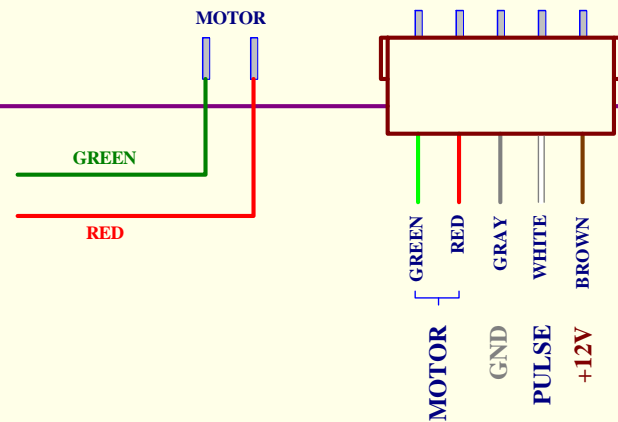 MOTOR
GREEN
RED
GREEN
RED
GRAY
WHITE
BROWN
MOTOR
GND
PULSE
+12V